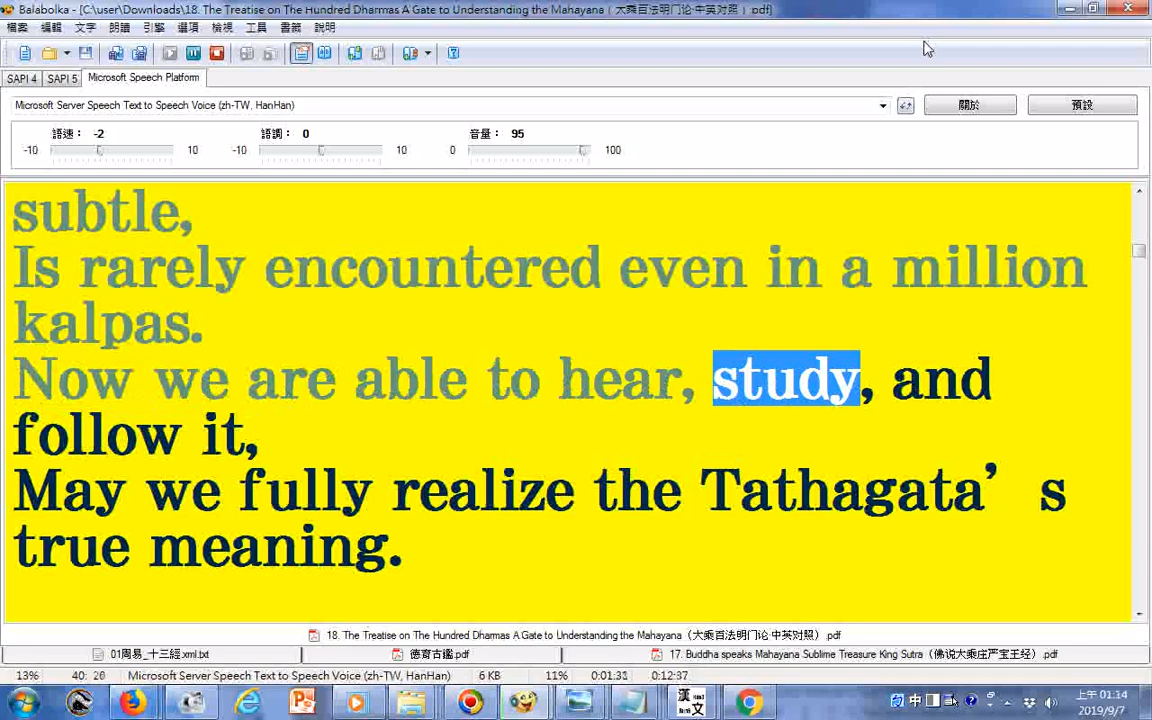 Balabolka - [C:\user\Downloads\18. The Treatise on The Hundred Dharmas A Gate to Understanding the Mahayana (大乘百法明门论·中英对照) .pdf]
檔案 編輯 文字 朗讀 引擎 選項 檢視 工具 書籤 說明
SAPI 4 SAPI 5 Microsoft Speech Platform
Microsoft Server Speech Text to Speech Voice (zh-TW, HanHan) 關於 預設
語速： -2 語調： 0 音量： 95
-10 10 -10 10 0 100
subtle,
Is rarely encountered even in a million
kalpas.
Now we are able to hear, study, and
follow it,
May we fully realize the Tathagata’s
true meaning.
18. The Treatise on The Hundred Dharmas A Gate to Understanding the Mahayana（大乘百法明门论·中英对照）.pdf
01周易_十三經.xml.txt 德育古鑑.pdf 17. Buddha speaks Mahayana Sublime Treasure King Sutra（佛说大乘庄严宝王经）.pdf
13% 40: 20 Microsoft Server Speech Text to Speech Voice (zh-TW, HanHan) 6 KB 11% 0:01:31 0:12:37
漢文 中 上午 01:14
2019/9/7